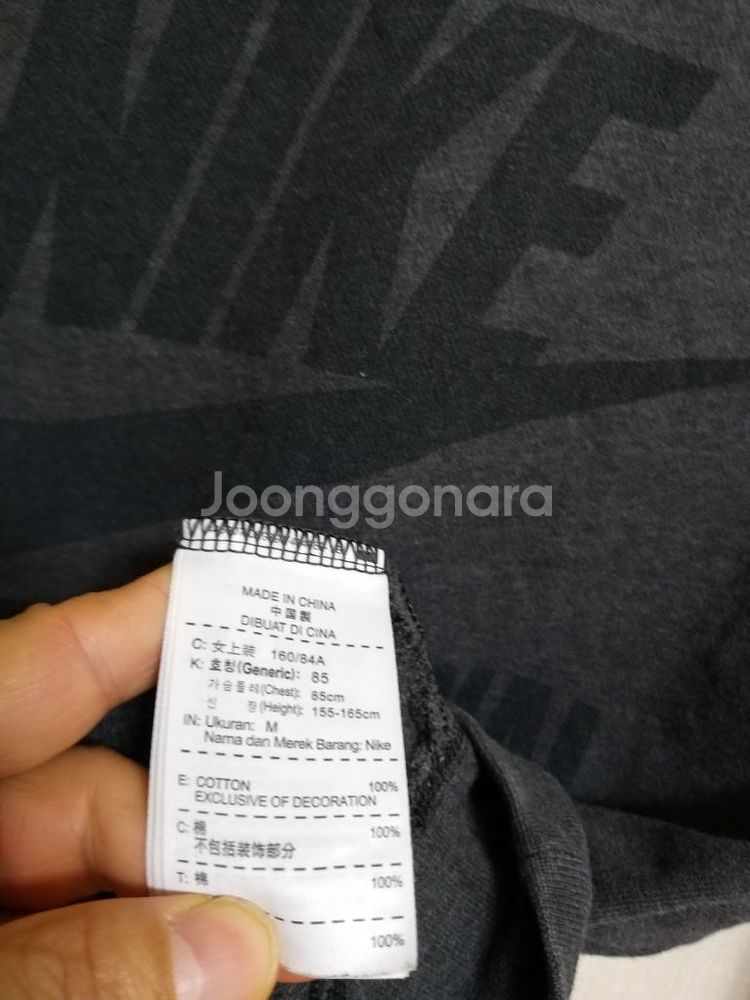 NIKE
Joonggonara
MADE IN CHINA
中国製
DIBUAT DI CINA
C: 女上装 160/84A
K: 호칭(Generic): 85
가슴둘레(Chest): 85cm
신 장(Height): 155-165cm
IN: Ukuran: M
Nama dan Merek Barang: Nike
E: COTTON 100%
EXCLUSIVE OF DECORATION
C: 棉 100%
不包括装饰部分
T: 棉 100%
100%